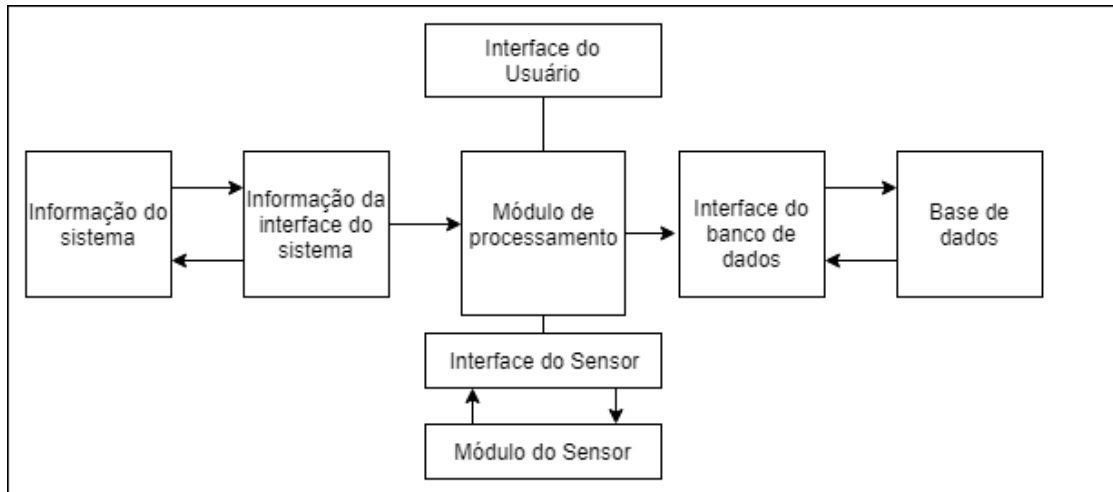 Interface do
Usuário
Informação do
sistema
Informação da
interface do
sistema
Módulo de
processamento
Interface do
banco de
dados
Base de
dados
Interface do Sensor
Módulo do Sensor